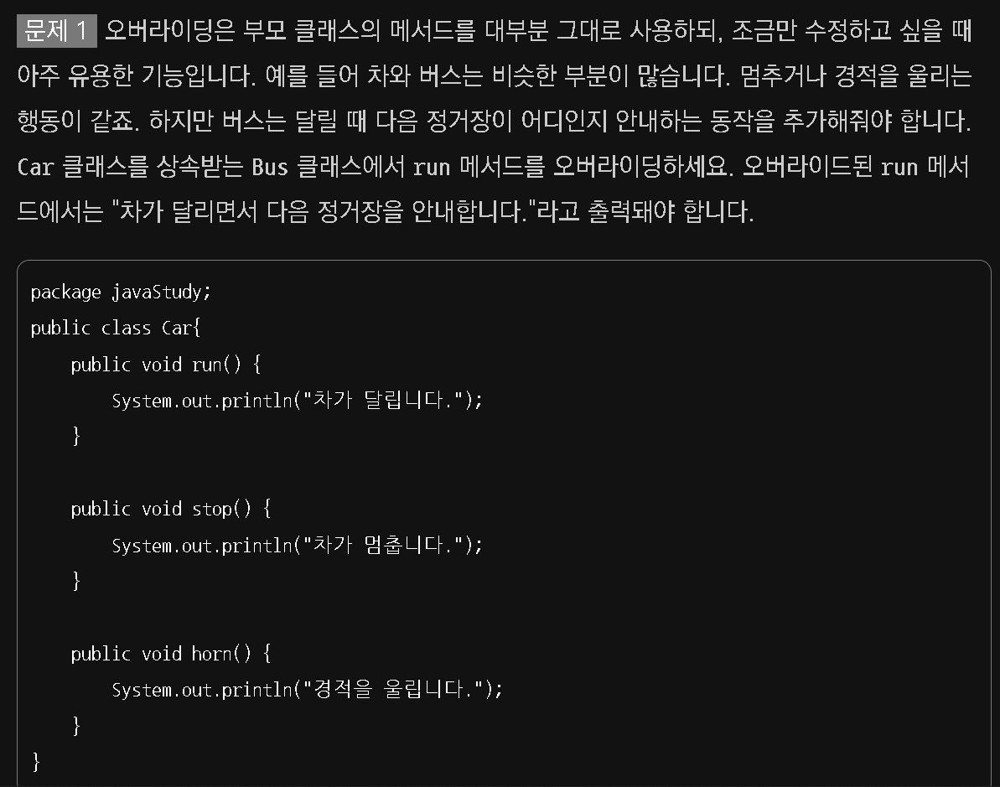 문제 1 오버라이딩은 부모 클래스의 메서드를 대부분 그대로 사용하되, 조금만 수정하고 싶을 때
아주 유용한 기능입니다. 예를 들어 차와 버스는 비슷한 부분이 많습니다. 멈추거나 경적을 울리는
행동이 같죠. 하지만 버스는 달릴 때 다음 정거장이 어디인지 안내하는 동작을 추가해줘야 합니다.
Car 클래스를 상속받는 Bus 클래스에서 run 메서드를 오버라이딩하세요. 오버라이드된 run 메서
드에서는 "차가 달리면서 다음 정거장을 안내합니다."라고 출력돼야 합니다.
package javaStudy;
public class Car{
    public void run() {
        System.out.println("차가 달립니다.");
    }
    public void stop() {
        System.out.println("차가 멈춥니다.");
    }
    public void horn() {
        System.out.println("경적을 울립니다.");
    }
}